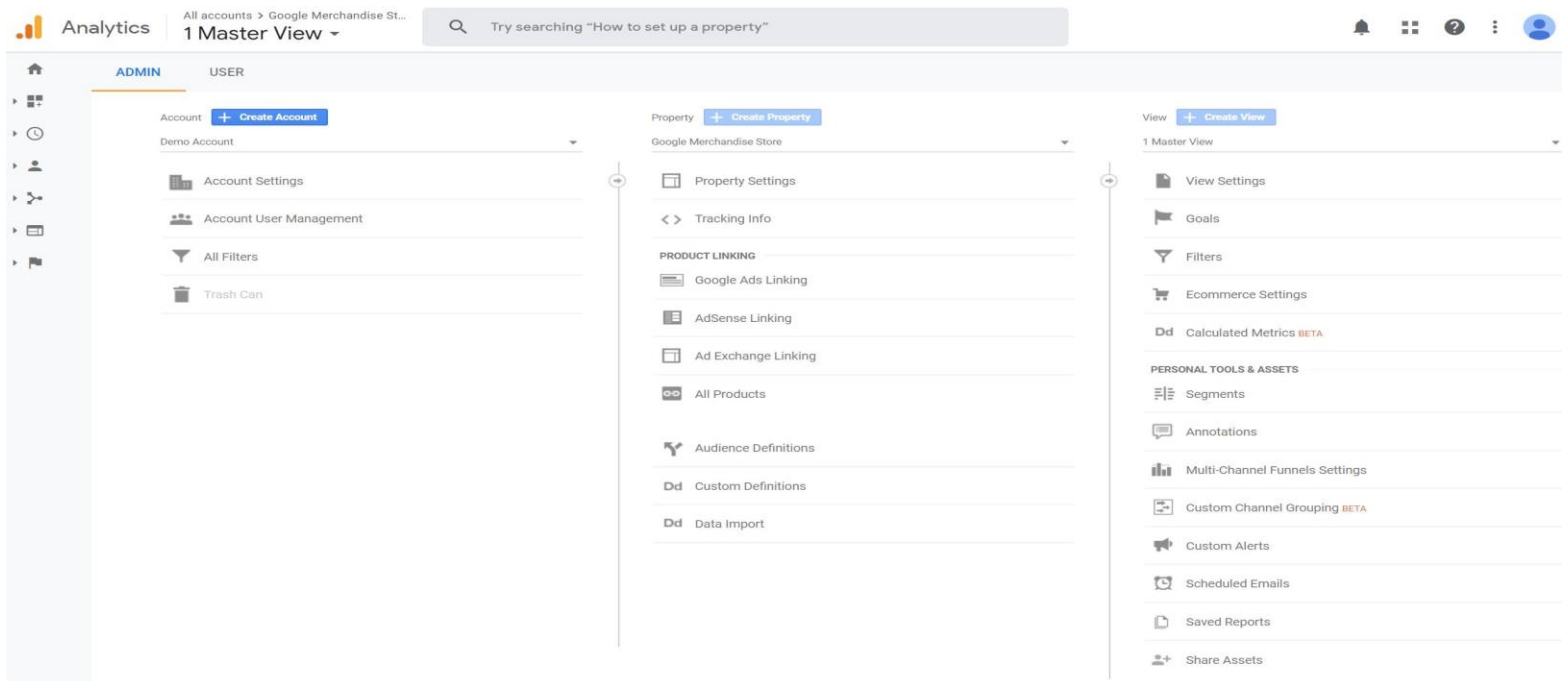 Analytics
All accounts > Google Merchandise St...
1 Master View
Try searching “How to set up a property”
ADMIN
USER
Account
+ Create Account
Demo Account
Account Settings
Account User Management
All Filters
Trash Can
Property
+ Create Property
Google Merchandise Store
Property Settings
Tracking Info
PRODUCT LINKING
Google Ads Linking
AdSense Linking
Ad Exchange Linking
All Products
Audience Definitions
Dd Custom Definitions
Dd Data Import
View
+ Create View
1 Master View
View Settings
Goals
Filters
Ecommerce Settings
Dd Calculated Metrics BETA
PERSONAL TOOLS & ASSETS
Segments
Annotations
Multi-Channel Funnels Settings
Custom Channel Grouping BETA
Custom Alerts
Scheduled Emails
Saved Reports
Share Assets